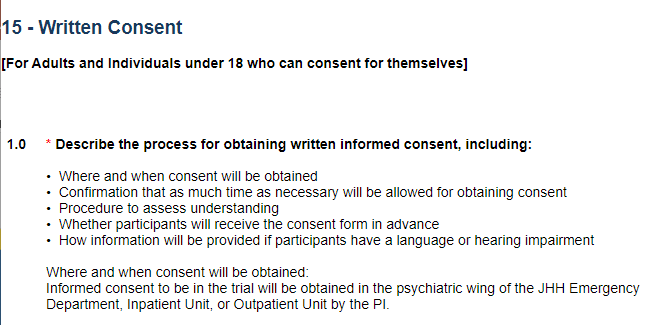 15 - Written Consent
[For Adults and Individuals under 18 who can consent for themselves]
1.0 * Describe the process for obtaining written informed consent, including:
• Where and when consent will be obtained
• Confirmation that as much time as necessary will be allowed for obtaining consent
• Procedure to assess understanding
• Whether participants will receive the consent form in advance
• How information will be provided if participants have a language or hearing impairment
Where and when consent will be obtained:
Informed consent to be in the trial will be obtained in the psychiatric wing of the JHH Emergency
Department, Inpatient Unit, or Outpatient Unit by the PI.